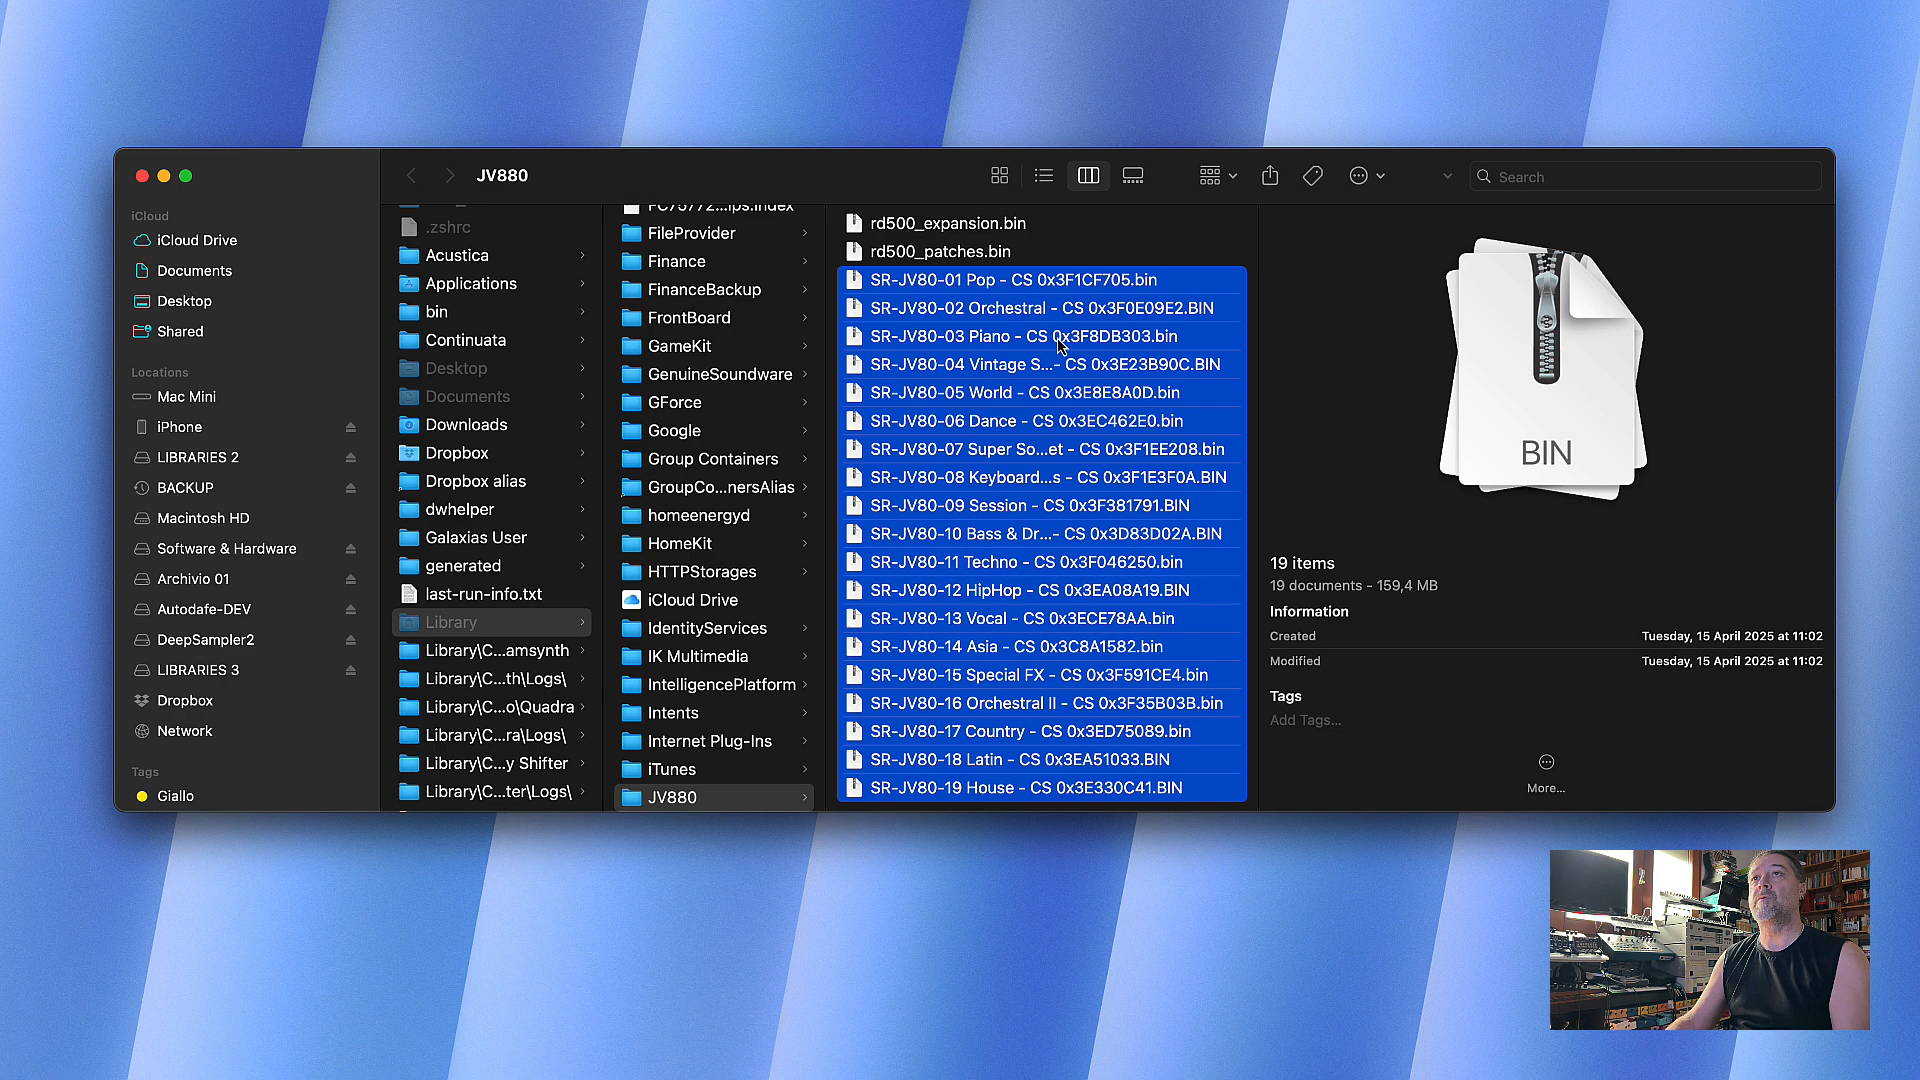 JV880
Search
iCloud
iCloud Drive
Documents
Desktop
Shared
Locations
Mac Mini
iPhone
LIBRARIES 2
BACKUP
Macintosh HD
Software & Hardware
Archivio 01
Autodafe-DEV
DeepSampler2
LIBRARIES 3
Dropbox
Network
Tags
Giallo
.zshrc
Acustica
Applications
bin
Continuata
Desktop
Documents
Downloads
Dropbox
Dropbox alias
dwhelper
Galaxias User
generated
last-run-info.txt
Library
Library\C...amsynth
Library\C...th\Logs\
Library\C...o\Quadra
Library\C...ra\Logs\
Library\C...y Shifter
Library\C...ter\Logs\
FC75772...ips.index
FileProvider
Finance
FinanceBackup
FrontBoard
GameKit
GenuineSoundware
GForce
Google
Group Containers
GroupCo...nersAlias
homeenergyd
HomeKit
HTTPStorages
iCloud Drive
IdentityServices
IK Multimedia
IntelligencePlatform
Intents
Internet Plug-Ins
iTunes
JV880
rd500_expansion.bin
rd500_patches.bin
SR-JV80-01 Pop - CS 0x3F1CF705.bin
SR-JV80-02 Orchestral - CS 0x3F0E09E2.BIN
SR-JV80-03 Piano - CS 0x3F8DB303.bin
SR-JV80-04 Vintage S...- CS 0x3E23B90C.BIN
SR-JV80-05 World - CS 0x3E8E8A0D.bin
SR-JV80-06 Dance - CS 0x3EC462E0.bin
SR-JV80-07 Super So...et - CS 0x3F1EE208.bin
SR-JV80-08 Keyboard...s - CS 0x3F1E3F0A.BIN
SR-JV80-09 Session - CS 0x3F381791.BIN
SR-JV80-10 Bass & Dr...- CS 0x3D83D02A.BIN
SR-JV80-11 Techno - CS 0x3F046250.bin
SR-JV80-12 HipHop - CS 0x3EA08A19.BIN
SR-JV80-13 Vocal - CS 0x3ECE78AA.bin
SR-JV80-14 Asia - CS 0x3C8A1582.bin
SR-JV80-15 Special FX - CS 0x3F591CE4.bin
SR-JV80-16 Orchestral II - CS 0x3F35B03B.bin
SR-JV80-17 Country - CS 0x3ED75089.bin
SR-JV80-18 Latin - CS 0x3EA51033.BIN
SR-JV80-19 House - CS 0x3E330C41.BIN
BIN
19 items
19 documents - 159,4 MB
Information
Created Tuesday, 15 April 2025 at 11:02
Modified Tuesday, 15 April 2025 at 11:02
Tags
Add Tags...
More...